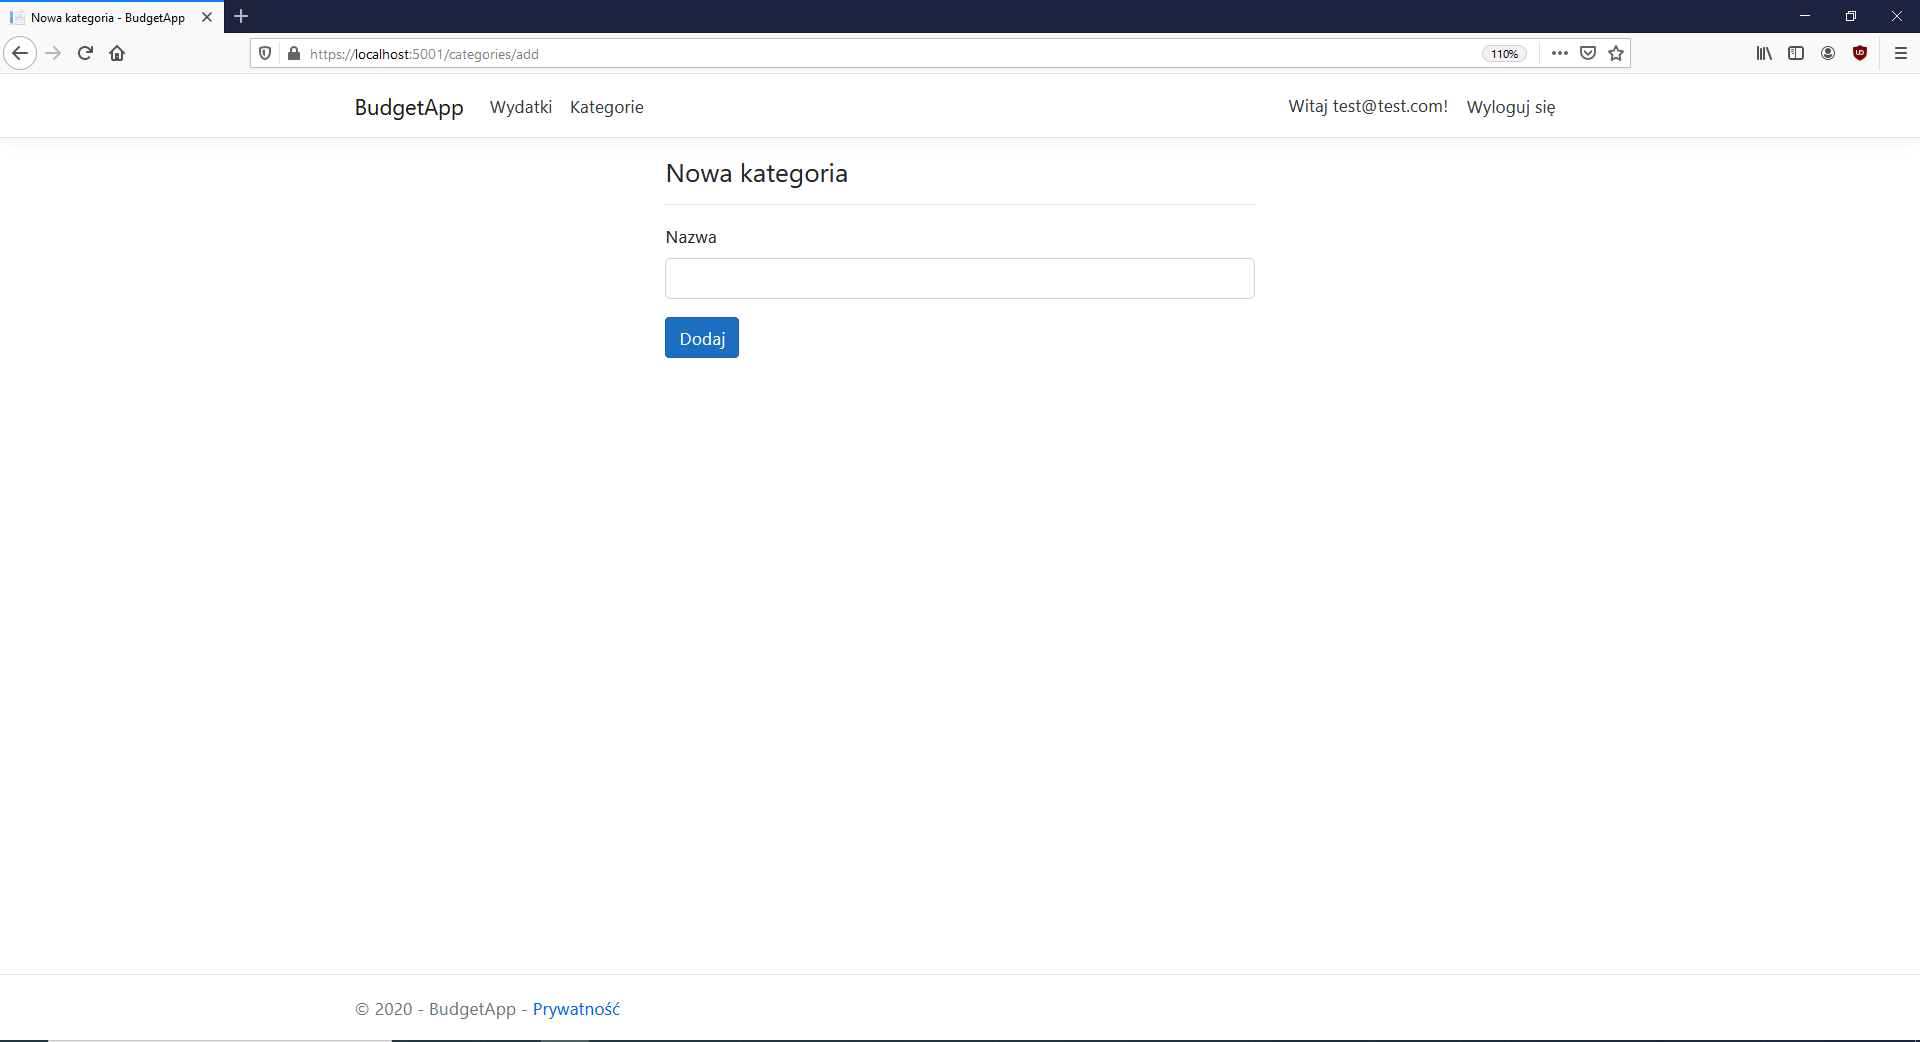 Nowa kategoria - BudgetApp
https://localhost:5001/categories/add
110%
BudgetApp Wydatki Kategorie Witaj test@test.com! Wyloguj się
Nowa kategoria
Nazwa
Dodaj
© 2020 - BudgetApp - Prywatność